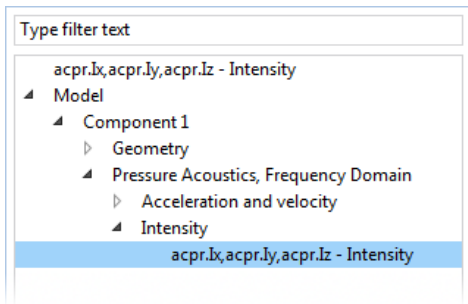 Type filter text
acpr.Ix,acpr.Iy,acpr.Iz - Intensity
Model
Component 1
Geometry
Pressure Acoustics, Frequency Domain
Acceleration and velocity
Intensity
acpr.Ix,acpr.Iy,acpr.Iz - Intensity